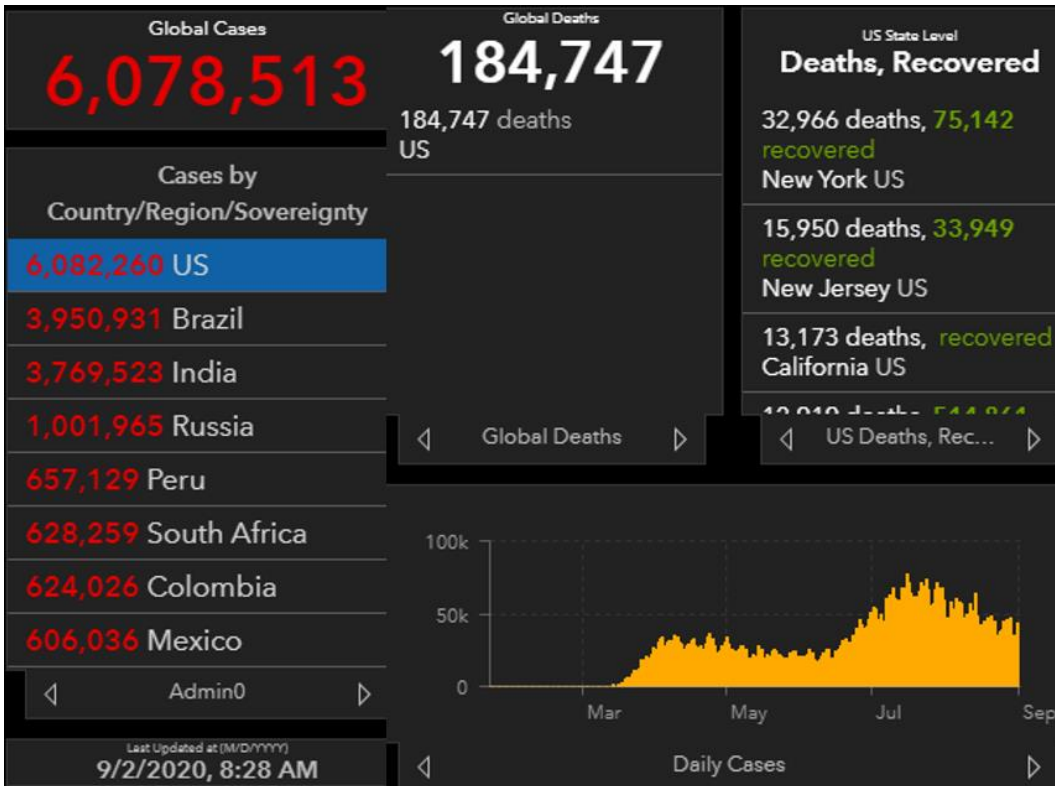 Global Cases
6,078,513
Cases by
Country/Region/Sovereignty
6,082,260 US
3,950,931 Brazil
3,769,523 India
1,001,965 Russia
657,129 Peru
628,259 South Africa
624,026 Colombia
606,036 Mexico
Admin0
Last Updated at (M/D/YYYY)
9/2/2020, 8:28 AM
Global Deaths
184,747
184,747 deaths
US
Global Deaths
US State Level
Deaths, Recovered
32,966 deaths, 75,142
recovered
New York US
15,950 deaths, 33,949
recovered
New Jersey US
13,173 deaths, recovered
California US
US Deaths, Rec...
100k
50k
0
Mar May Jul Sep
Daily Cases